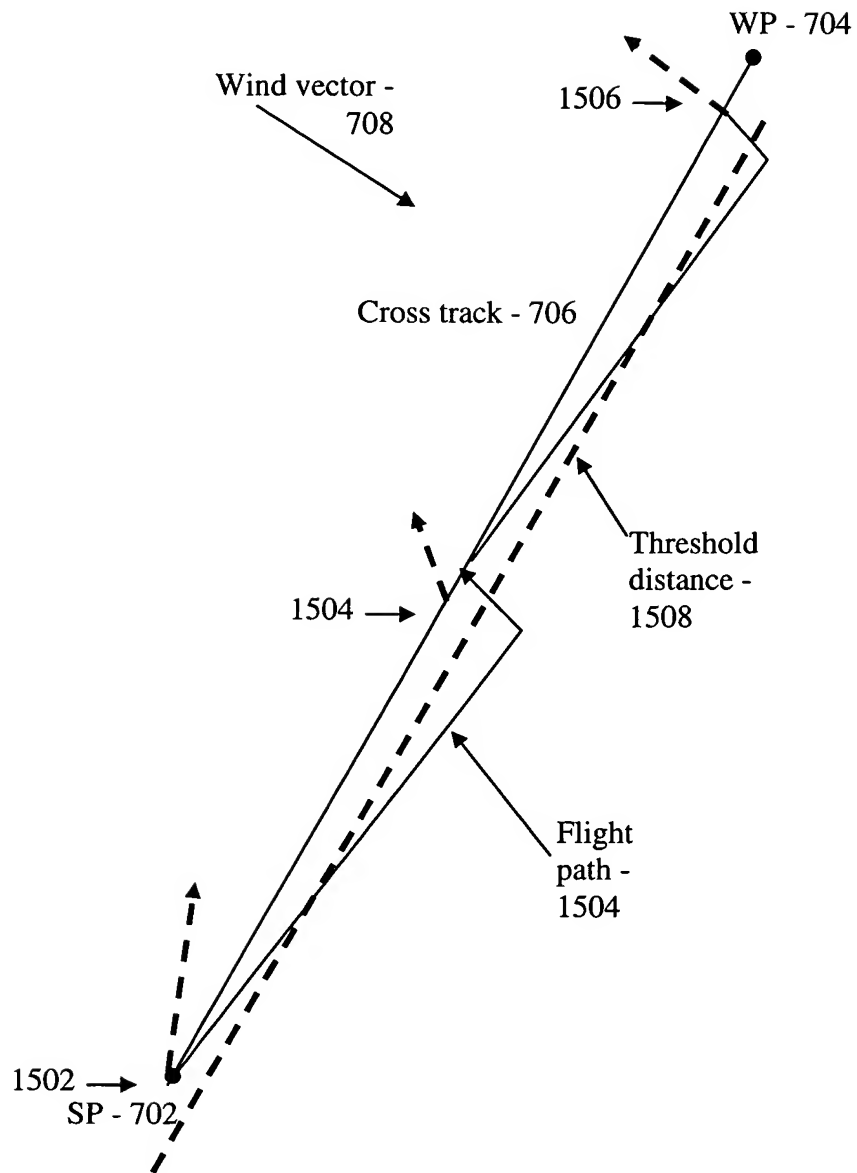 WP - 704
Wind vector -
708
1506
Cross track - 706
Threshold
distance -
1508
1504
Flight
path -
1504
1502
SP - 702